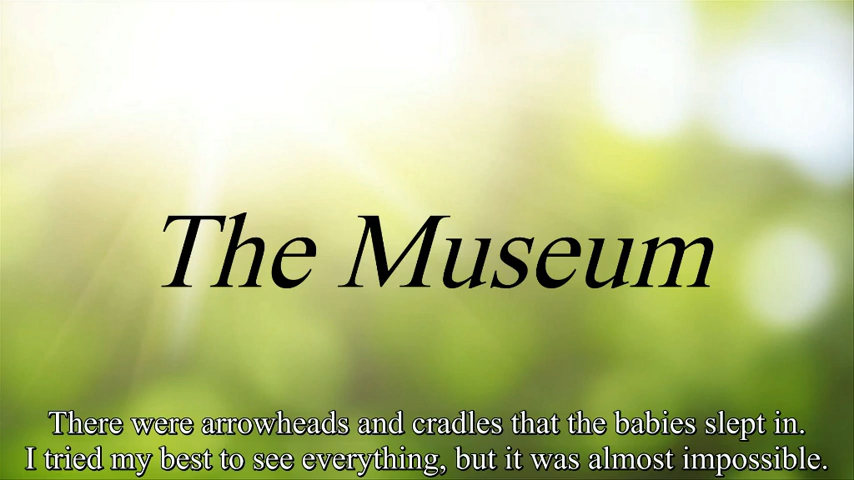 The Museum
There were arrowheads and cradles that the babies slept in.
I tried my best to see everything, but it was almost impossible.